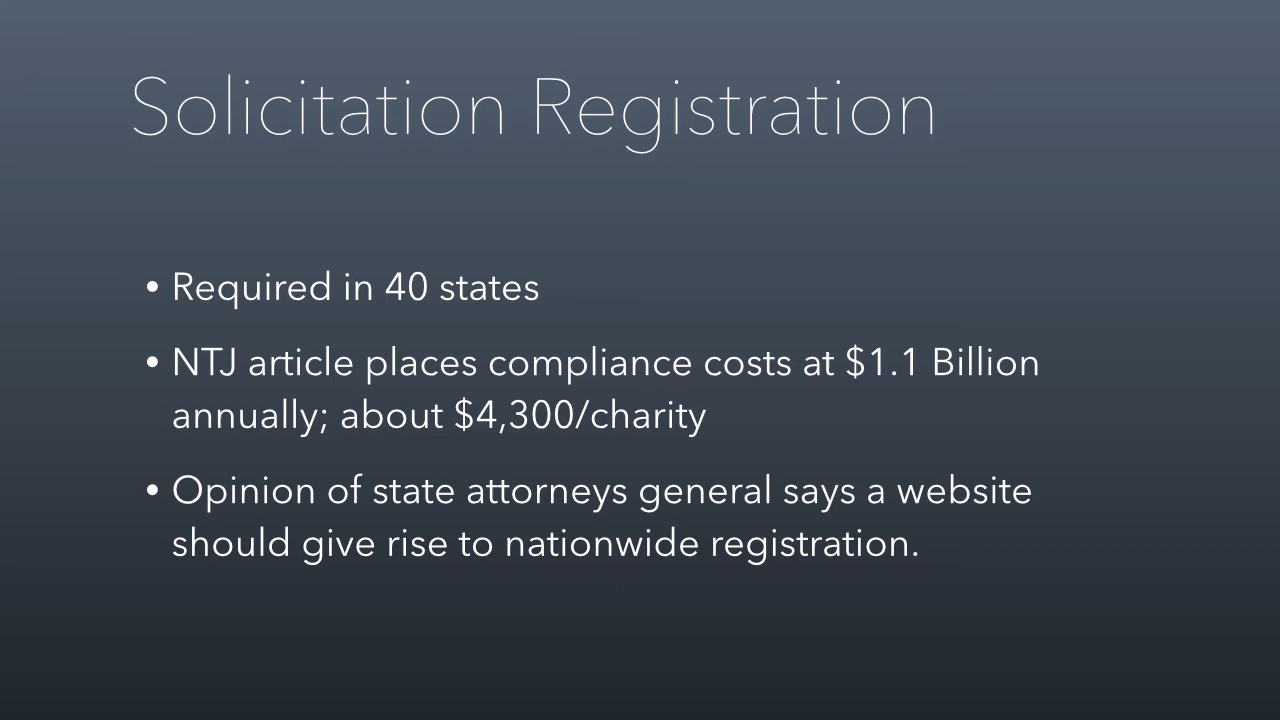 Solicitation Registration
• Required in 40 states
• NTJ article places compliance costs at $1.1 Billion
annually; about $4,300/charity
• Opinion of state attorneys general says a website
should give rise to nationwide registration.